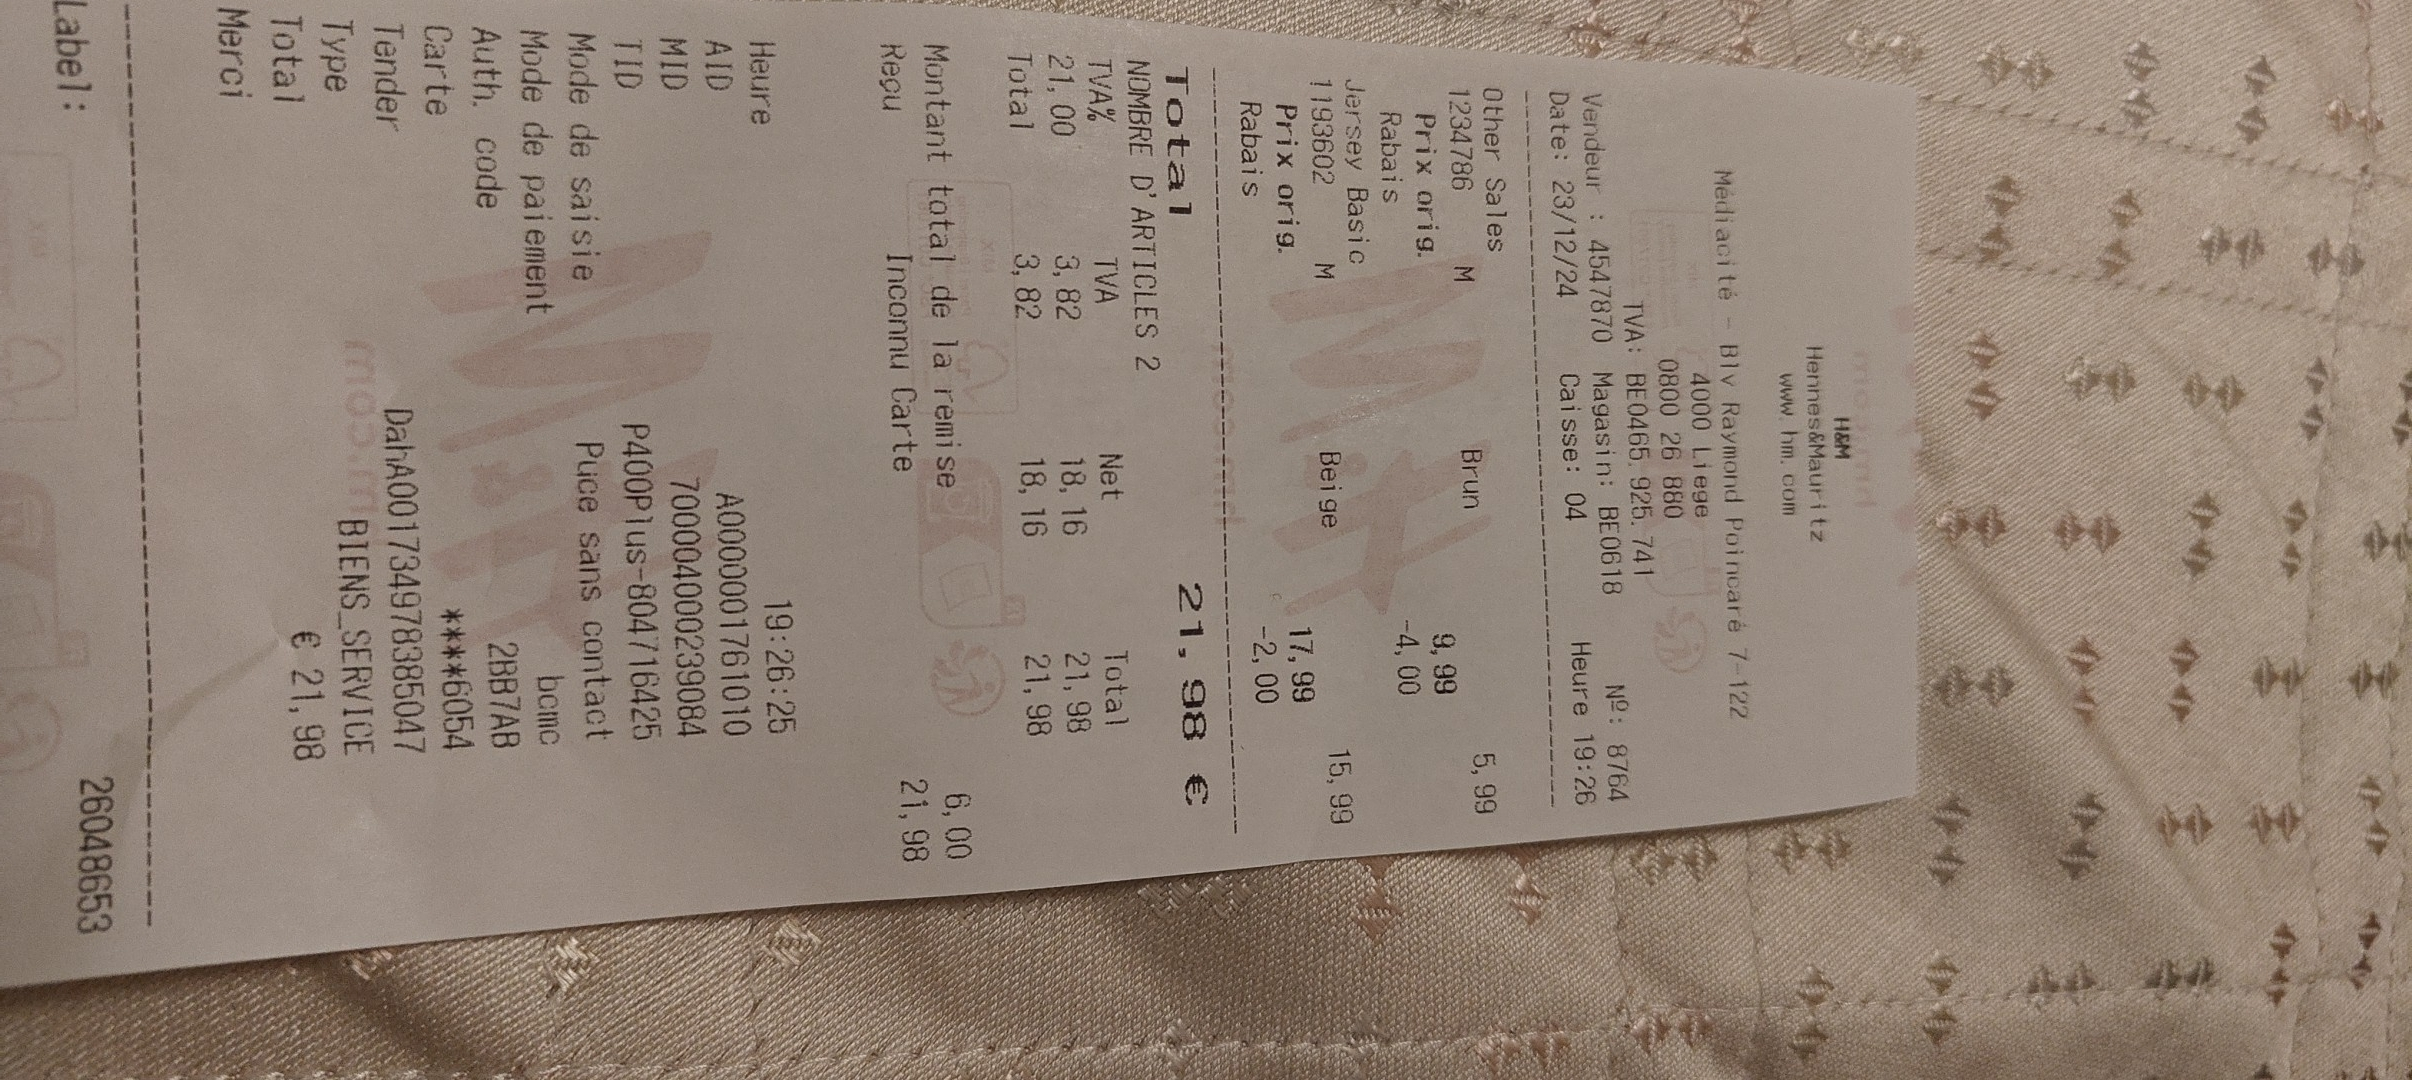 H&M
Hennes&Mauritz
www.hm.com
Médiacité - Blv Raymond Poincaré 7-122
4000 Liege
0800 26 880
TVA: BE0465.925.741
Vendeur : 4547870 Magasin: BE0618 Nº: 8764
Date: 23/12/24 Caisse: 04 Heure 19:26
Other Sales 5,99
1234786 M Brun
Prix orig. 9,99
Rabais -4,00
Jersey Basic 15,99
1193602 M Beige
Prix orig. 17,99
Rabais -2,00
Total 21,98 €
NOMBRE D'ARTICLES 2
TVA% TVA Net Total
21,00 3,82 18,16 21,98
Total 3,82 18,16 21,98
Montant total de la remise 6,00
Reçu Inconnu Carte 21,98
Heure 19:26:25
AID A0000001761010
MID 700004000239084
TID P400Plus-804716425
Mode de saisie Puce sans contact
Mode de paiement bcmc
Auth. code 2BB7AB
Carte ****6054
Tender DahA001734978385047
Type BIENS_SERVICE
Total € 21,98
Merci
Label: 26048653